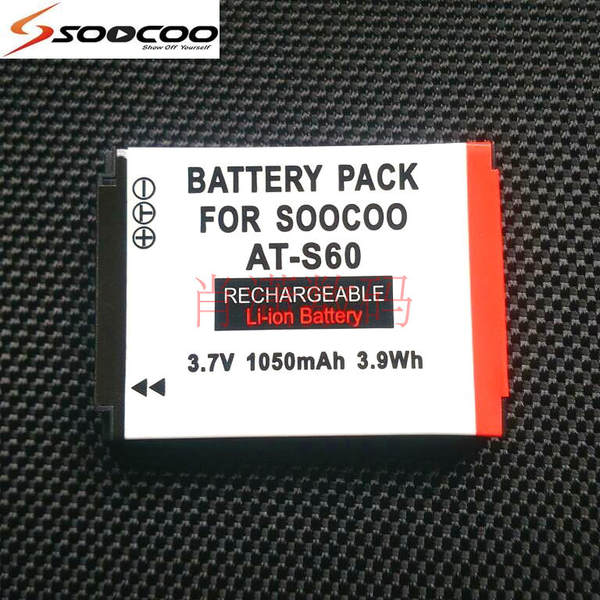 SOOCOO
Show Off Yourself
BATTERY PACK
FOR SOOCOO
AT-S60
RECHARGEABLE
Li-ion Battery
3.7V 1050mAh 3.9Wh
T